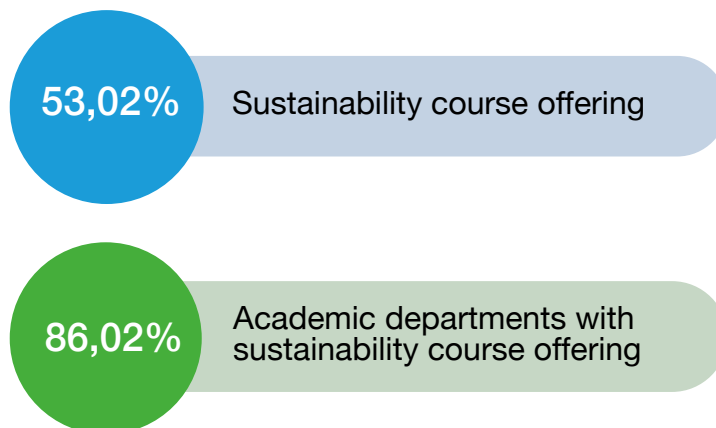 53,02%
Sustainability course offering
86,02%
Academic departments with
sustainability course offering